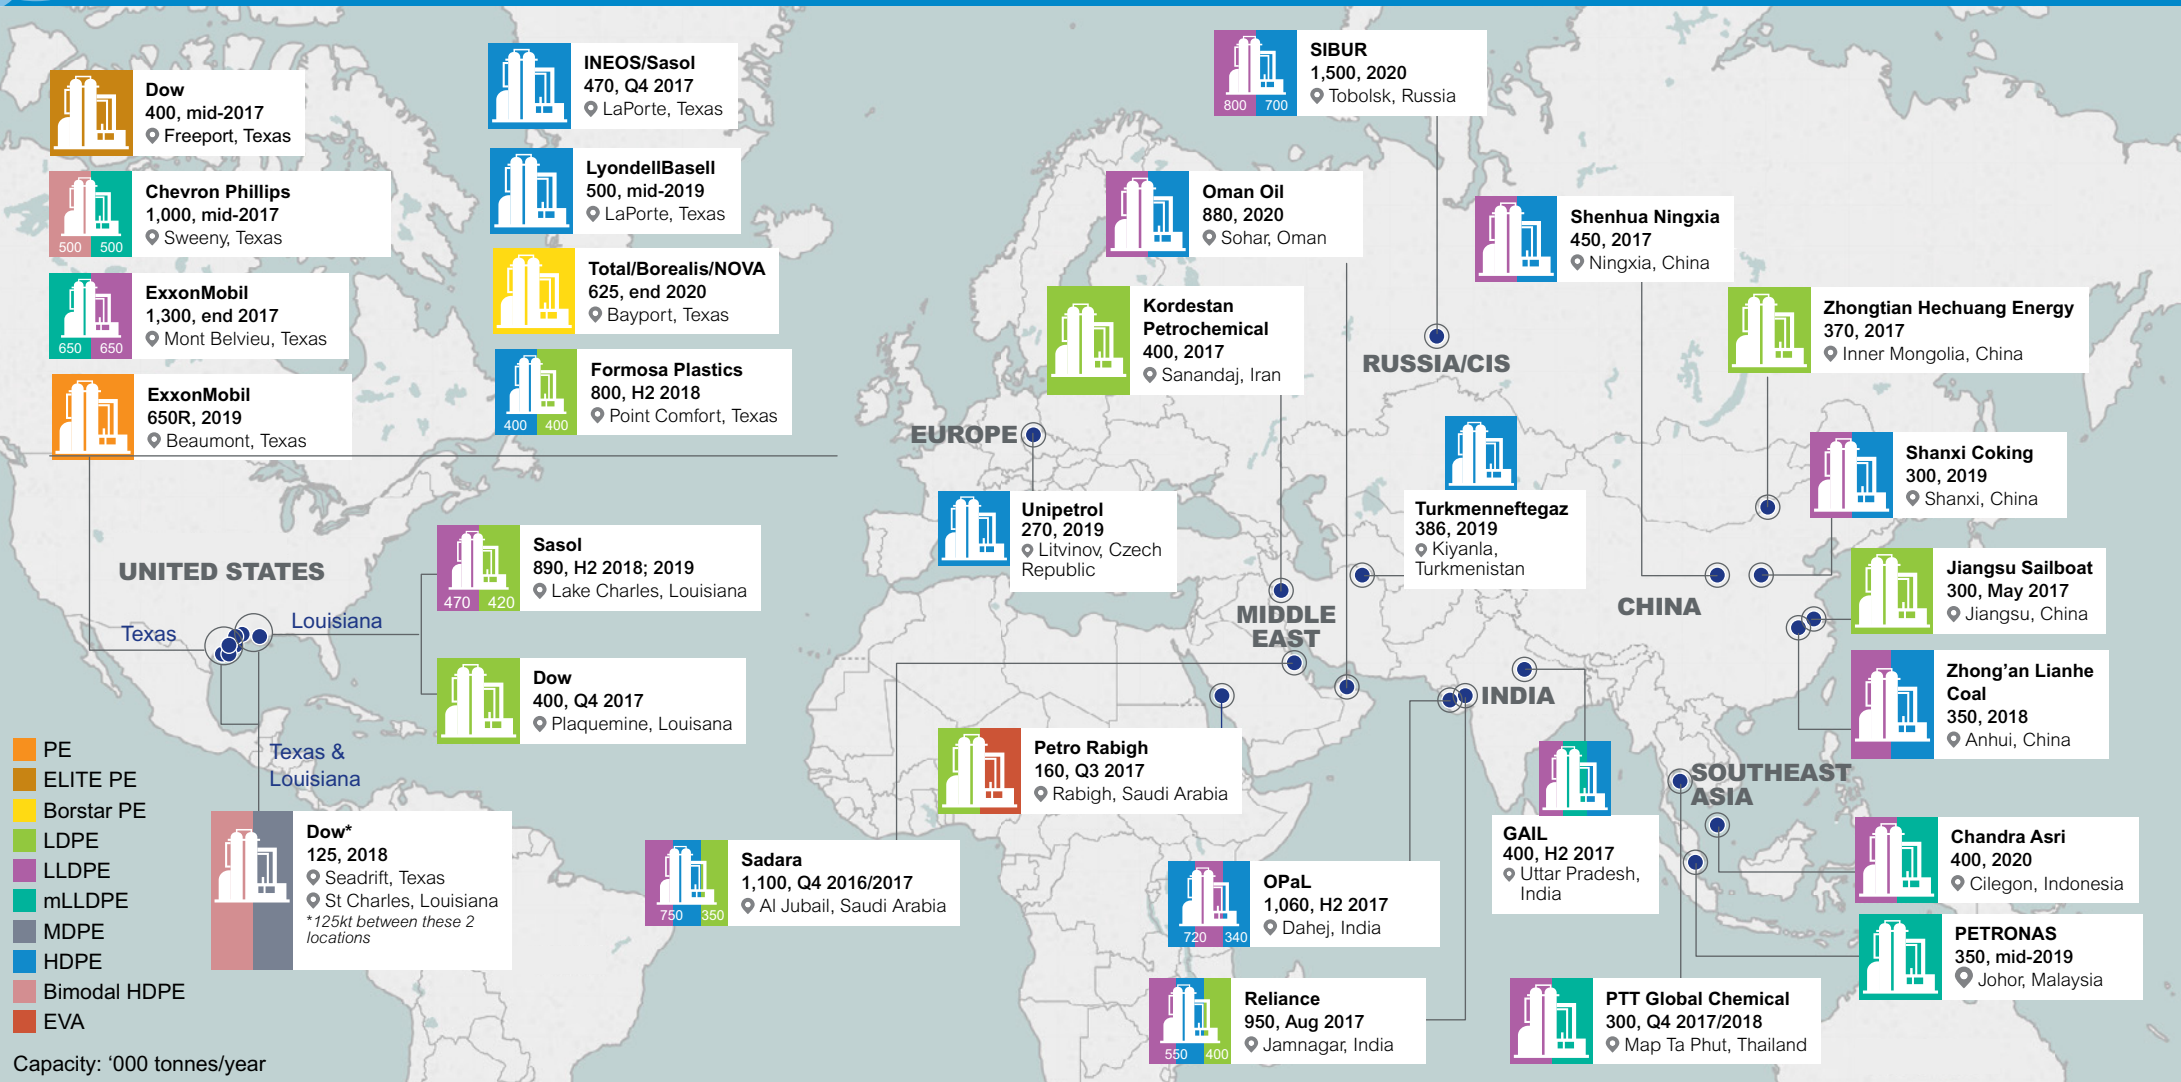 Dow
400, mid-2017
Freeport, Texas
Chevron Phillips
1,000, mid-2017
Sweeny, Texas
500 500
ExxonMobil
1,300, end 2017
Mont Belvieu, Texas
650 650
ExxonMobil
650R, 2019
Beaumont, Texas
INEOS/Sasol
470, Q4 2017
LaPorte, Texas
LyondellBasell
500, mid-2019
LaPorte, Texas
Total/Borealis/NOVA
625, end 2020
Bayport, Texas
Formosa Plastics
800, H2 2018
Point Comfort, Texas
400 400
SIBUR
1,500, 2020
Tobolsk, Russia
800 700
Oman Oil
880, 2020
Sohar, Oman
Kordestan
Petrochemical
400, 2017
Sanandaj, Iran
Shenhua Ningxia
450, 2017
Ningxia, China
Zhongtian Hechuang Energy
370, 2017
Inner Mongolia, China
RUSSIA/CIS
EUROPE
Unipetrol
270, 2019
Litvinov, Czech
Republic
Turkmenneftegaz
386, 2019
Kiyanla,
Turkmenistan
Shanxi Coking
300, 2019
Shanxi, China
UNITED STATES
Texas
Louisiana
Sasol
890, H2 2018; 2019
Lake Charles, Louisiana
470 420
Dow
400, Q4 2017
Plaquemine, Louisana
MIDDLE
EAST
CHINA
Jiangsu Sailboat
300, May 2017
Jiangsu, China
Zhong’an Lianhe
Coal
350, 2018
Anhui, China
INDIA
Texas &
Louisiana
Petro Rabigh
160, Q3 2017
Rabigh, Saudi Arabia
SOUTHEAST
ASIA
PE
ELITE PE
Borstar PE
LDPE
LLDPE
mLLDPE
MDPE
HDPE
Bimodal HDPE
EVA
Capacity: ‘000 tonnes/year
Dow*
125, 2018
Seadrift, Texas
St Charles, Louisiana
*125kt between these 2
locations
Sadara
1,100, Q4 2016/2017
Al Jubail, Saudi Arabia
750 350
OPaL
1,060, H2 2017
Dahej, India
720 340
GAIL
400, H2 2017
Uttar Pradesh,
India
Chandra Asri
400, 2020
Cilegon, Indonesia
PETRONAS
350, mid-2019
Johor, Malaysia
Reliance
950, Aug 2017
Jamnagar, India
550 400
PTT Global Chemical
300, Q4 2017/2018
Map Ta Phut, Thailand